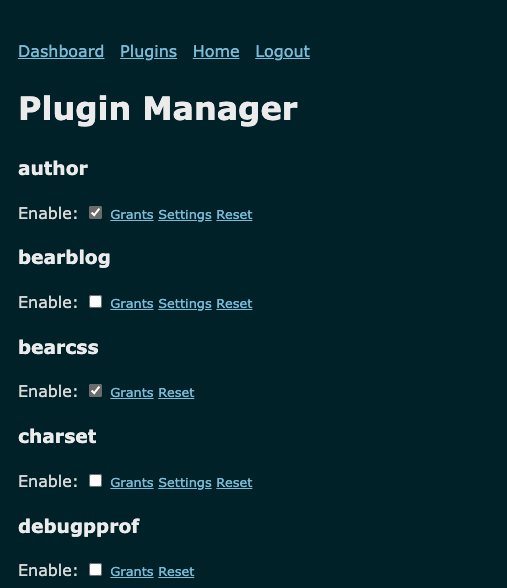 Dashboard Plugins Home Logout
Plugin Manager
author
Enable: Grants Settings Reset
bearblog
Enable: Grants Settings Reset
bearcss
Enable: Grants Reset
charset
Enable: Grants Settings Reset
debugpprof
Enable: Grants Reset